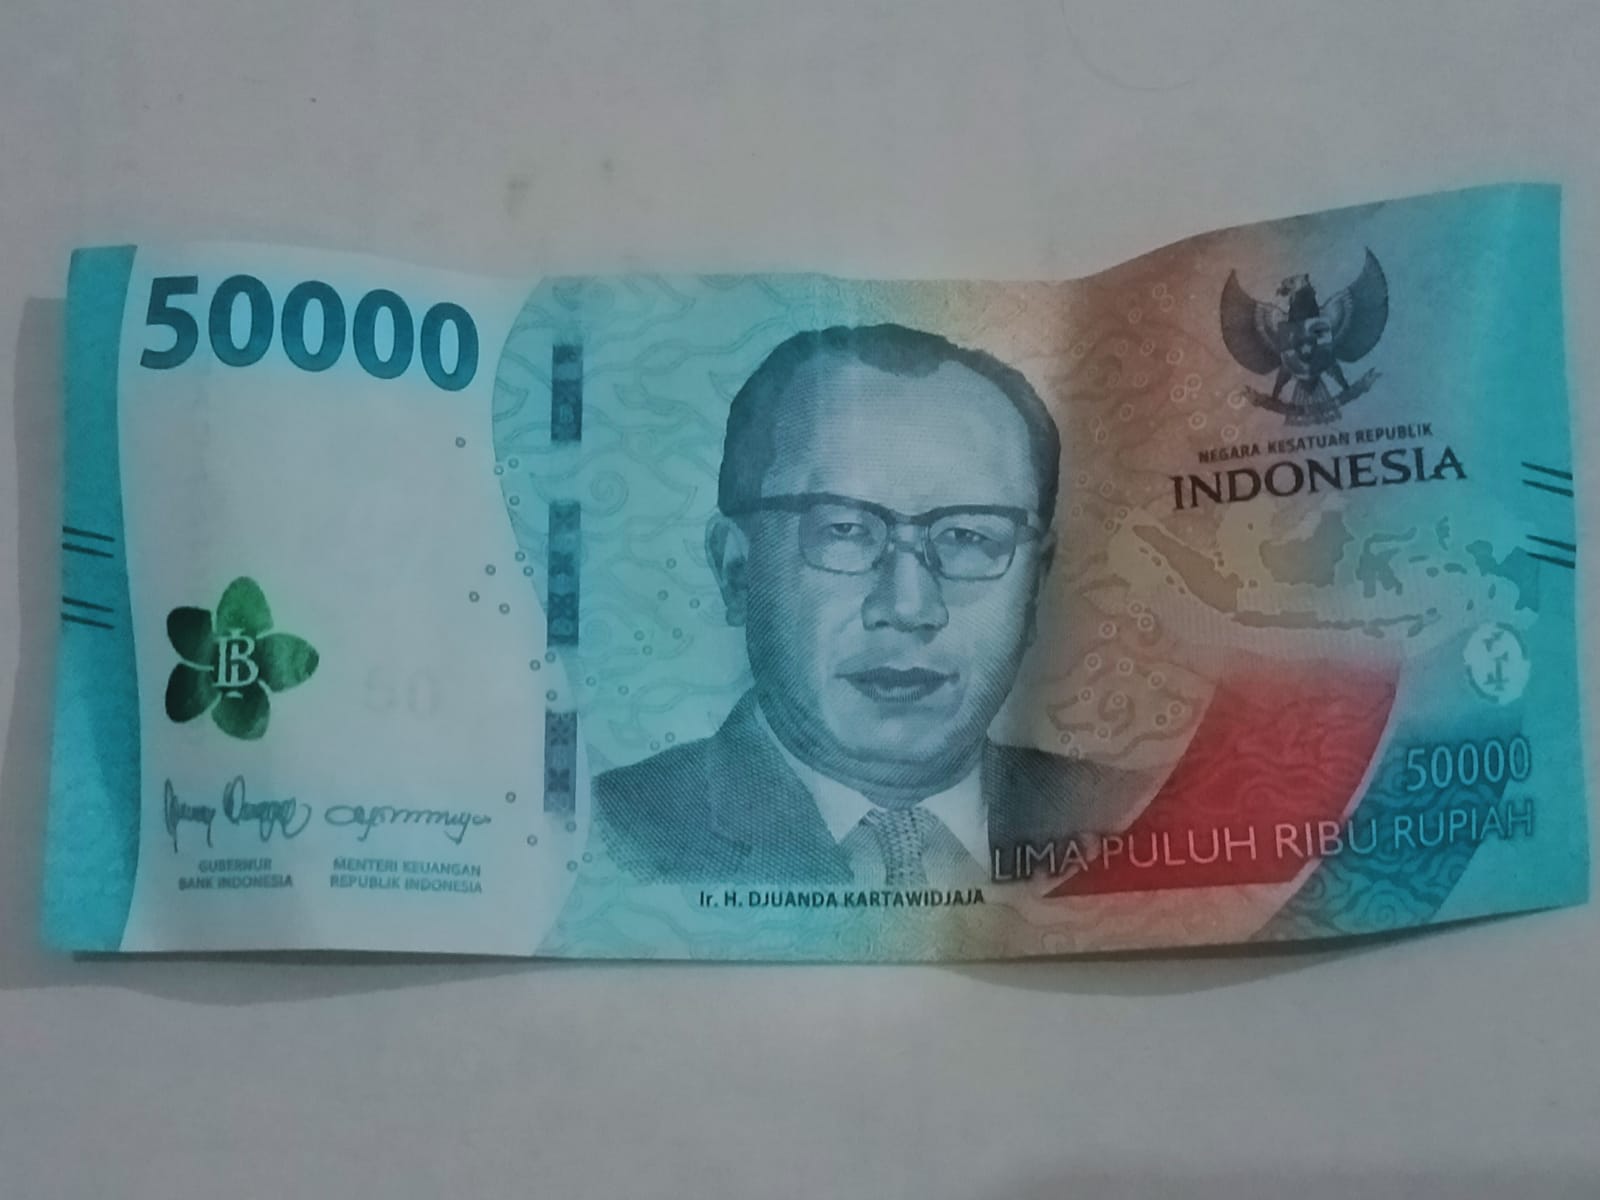 50000
NEGARA KESATUAN REPUBLIK
INDONESIA
B
50
GUBERNUR
BANK INDONESIA
MENTERI KEUANGAN
REPUBLIK INDONESIA
Ir. H. DJUANDA KARTAWIDJAJA
50000
LIMA PULUH RIBU RUPIAH